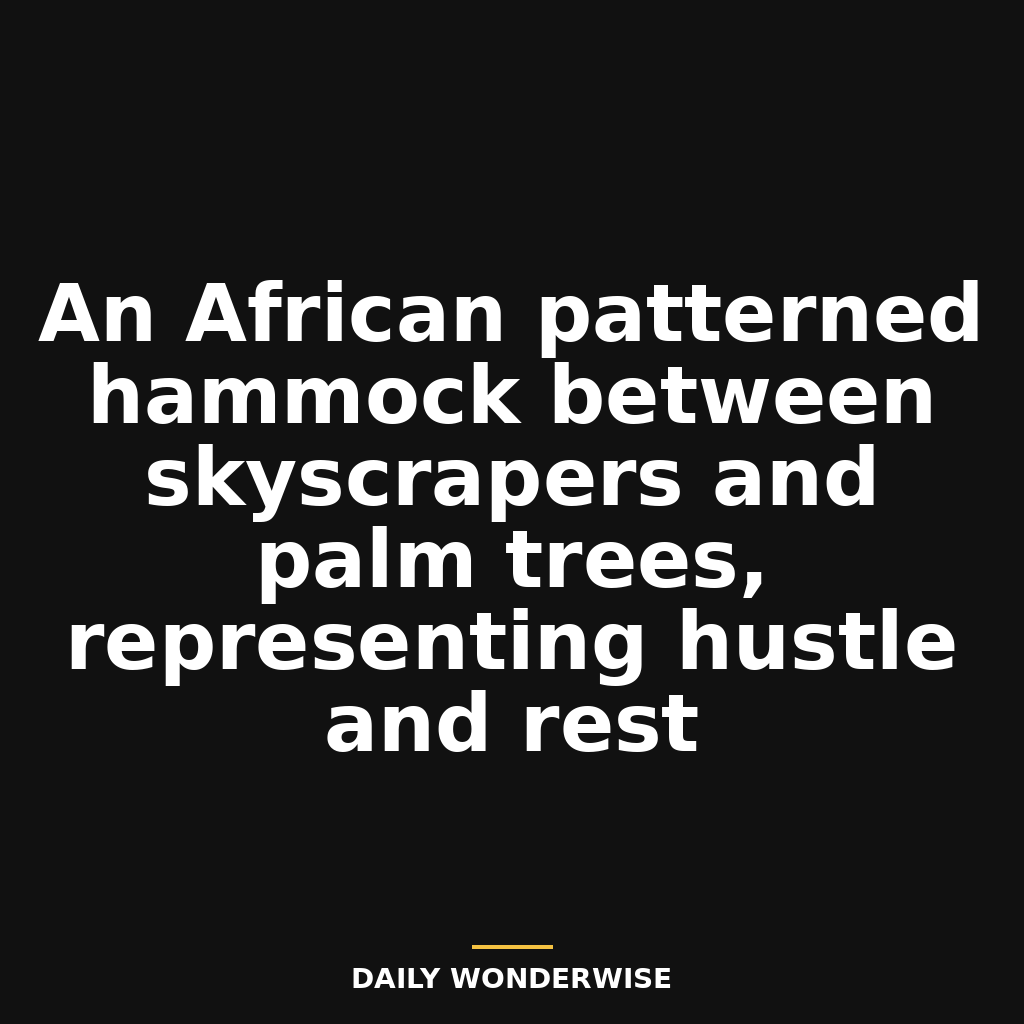 An African patterned
hammock between
skyscrapers and
palm trees,
representing hustle
and rest
DAILY WONDERWISE